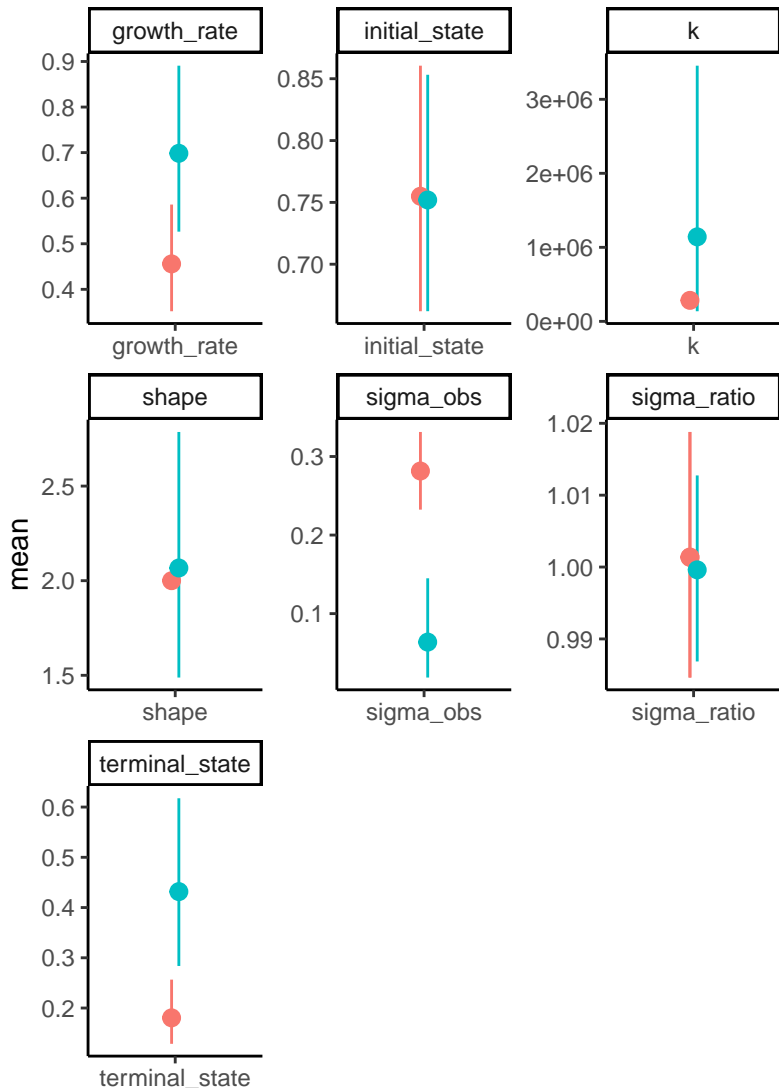 growth_rate
initial_state
k
0.9
0.8
0.7
0.6
0.5
0.4
growth_rate
0.85
0.80
0.75
0.70
initial_state
3e+06
2e+06
1e+06
0e+00
k
shape
sigma_obs
sigma_ratio
mean
2.5
2.0
1.5
shape
0.3
0.2
0.1
sigma_obs
1.02
1.01
1.00
0.99
sigma_ratio
terminal_state
0.6
0.5
0.4
0.3
0.2
terminal_state